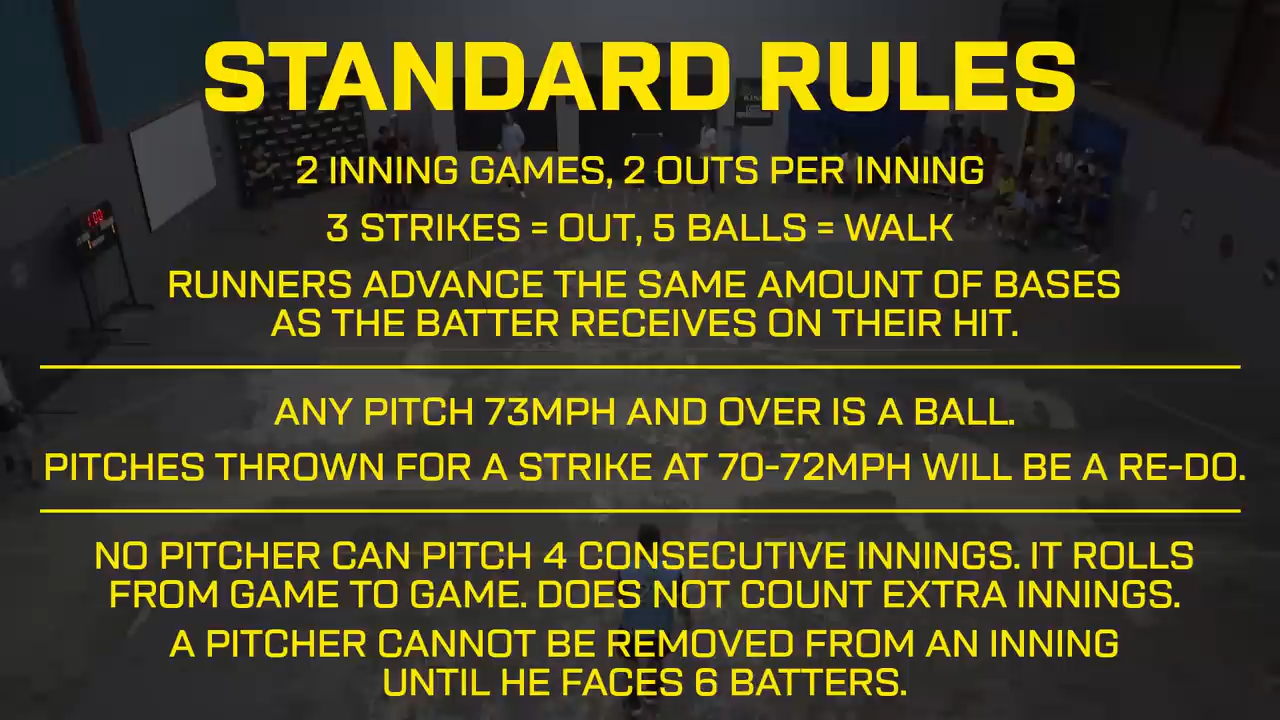 STANDARD RULES
2 INNING GAMES, 2 OUTS PER INNING
3 STRIKES = OUT, 5 BALLS = WALK
RUNNERS ADVANCE THE SAME AMOUNT OF BASES
AS THE BATTER RECEIVES ON THEIR HIT.
ANY PITCH 73MPH AND OVER IS A BALL.
PITCHES THROWN FOR A STRIKE AT 70-72MPH WILL BE A RE-DO.
NO PITCHER CAN PITCH 4 CONSECUTIVE INNINGS. IT ROLLS
FROM GAME TO GAME. DOES NOT COUNT EXTRA INNINGS.
A PITCHER CANNOT BE REMOVED FROM AN INNING
UNTIL HE FACES 6 BATTERS.